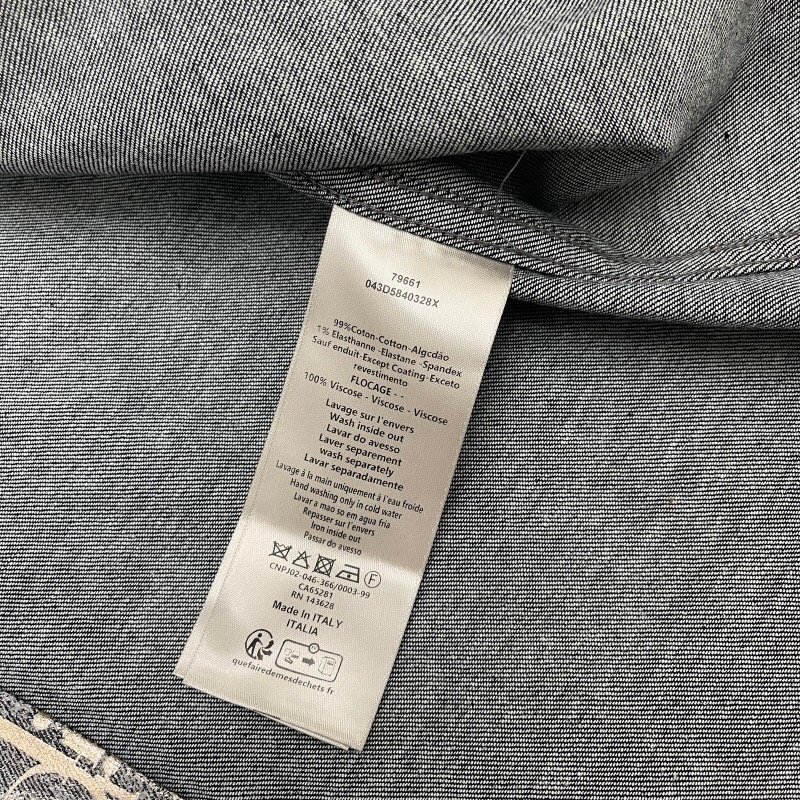 79661
043D5840328X
99%Coton-Cotton-Algcdào
1% Elasthanne -Elastane -Spandex
Sauf enduit-Except Coating-Exceto
revestimento
FLOCAGE - -
100% Viscose - Viscose - Viscose
Lavage sur l'envers
Wash inside out
Lavar do avesso
Laver separement
wash separately
Lavar separadamente
Lavage à la main uniquement à l'eau froide
Hand washing only in cold water
Lavar a mao so em agua fria
Repasser sur l'envers
Iron inside out
Passar do avesso
F
CNPJ02-046-366/0003-99
CA65281
RN 143628
Made in ITALY
ITALIA
quefairedemesdechets.fr